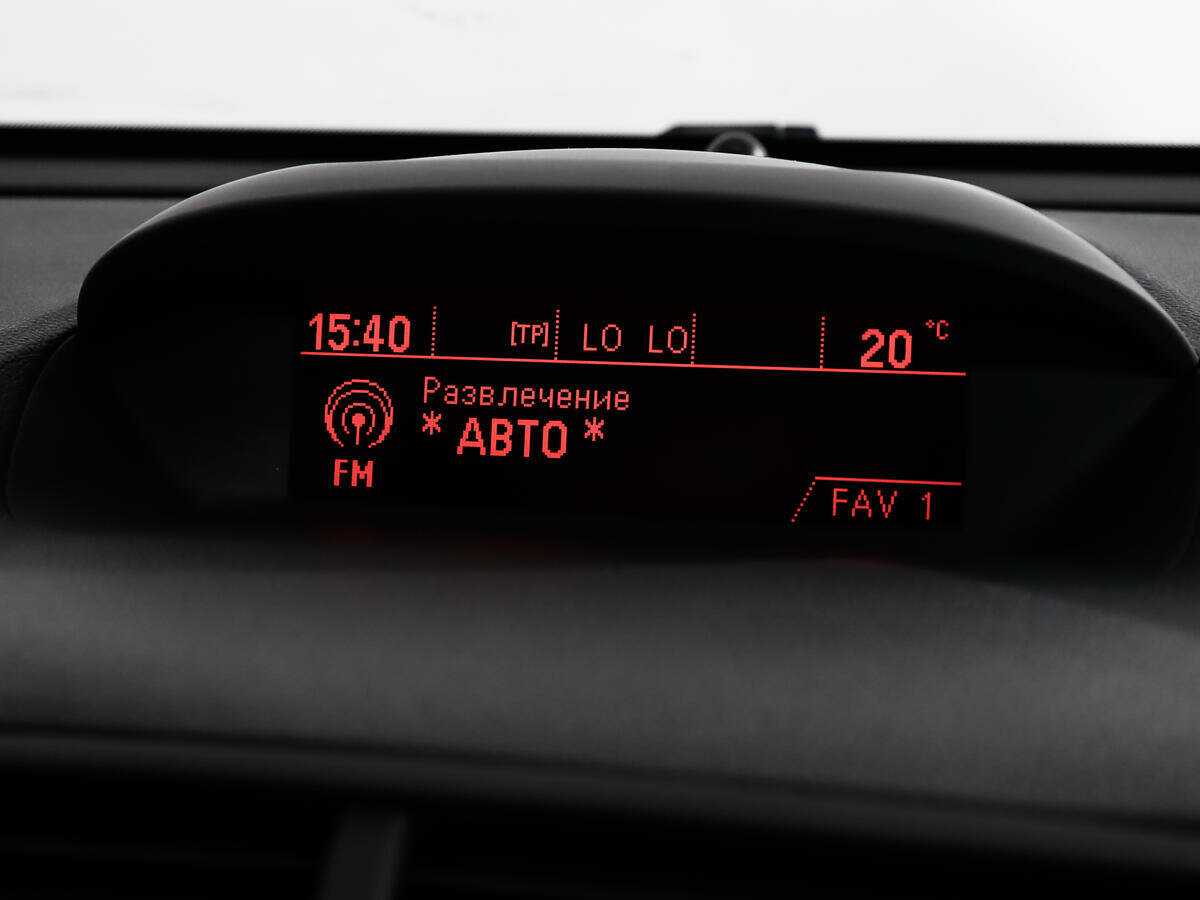 15:40 [TP] LO LO 20 °C
Развлечение
* АВТО *
FM
FAV 1